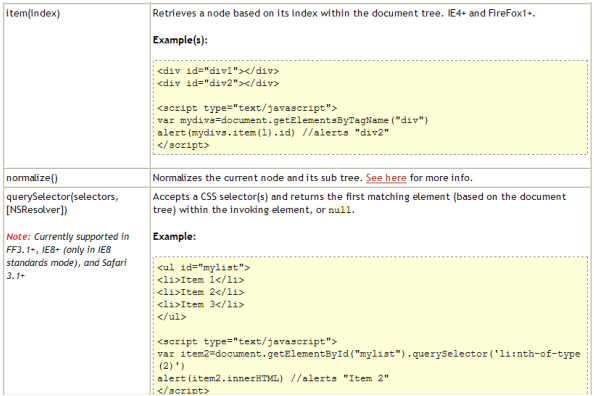 item(index)
Retrieves a node based on its index within the document tree. IE4+ and FireFox1+.
Example(s):
<div id="div1"></div>
<div id="div2"></div>
<script type="text/javascript">
var mydivs=document.getElementsByTagName("div")
alert(mydivs.item(1).id) //alerts "div2"
</script>
normalize()
Normalizes the current node and its sub tree. See here for more info.
querySelector(selectors,
[NSResolver])
Note: Currently supported in
FF3.1+, IE8+ (only in IE8
standards mode), and Safari
3.1+
Accepts a CSS selector(s) and returns the first matching element (based on the document
tree) within the invoking element, or null.
Example:
<ul id="mylist">
<li>Item 1</li>
<li>Item 2</li>
<li>Item 3</li>
</ul>
<script type="text/javascript">
var item2=document.getElementById("mylist").querySelector('li:nth-of-type
(2)')
alert(item2.innerHTML) //alerts "Item 2"
</script>